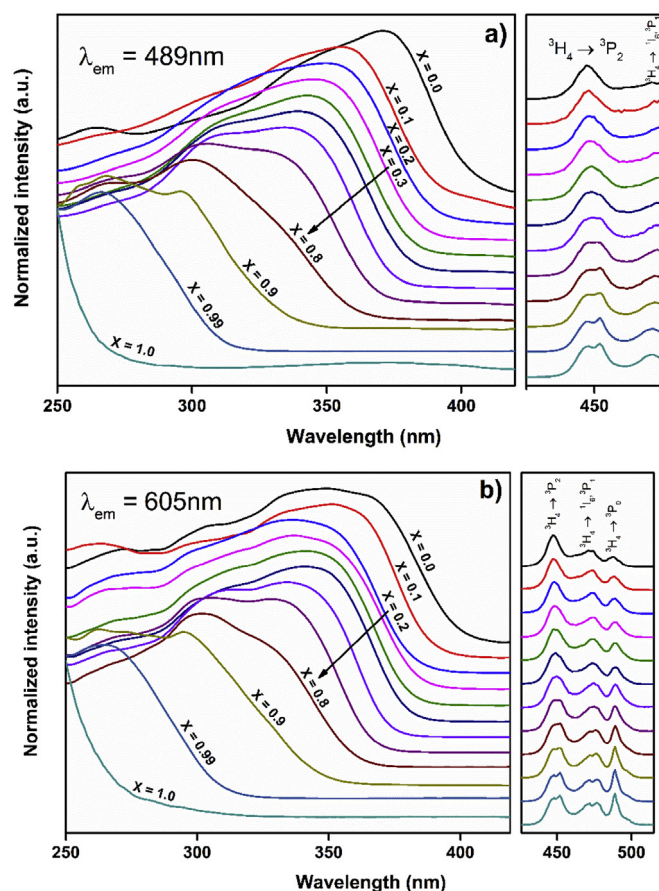 a)
λem = 489nm
Normalized intensity (a.u.)
X = 0.0
X = 0.1
X = 0.2
X = 0.3
X = 0.8
X = 0.9
X = 0.99
X = 1.0
250 300 350 400
Wavelength (nm)
³H₄ → ³P₂
³H₄ → ¹I₆,³P₁
450
b)
λem = 605nm
Normalized intensity (a.u.)
X = 0.0
X = 0.1
X = 0.2
X = 0.8
X = 0.9
X = 0.99
X = 1.0
250 300 350 400
Wavelength (nm)
³H₄ → ³P₂
³H₄ → ¹I₆,³P₁
³H₄ → ³P₀
450 500